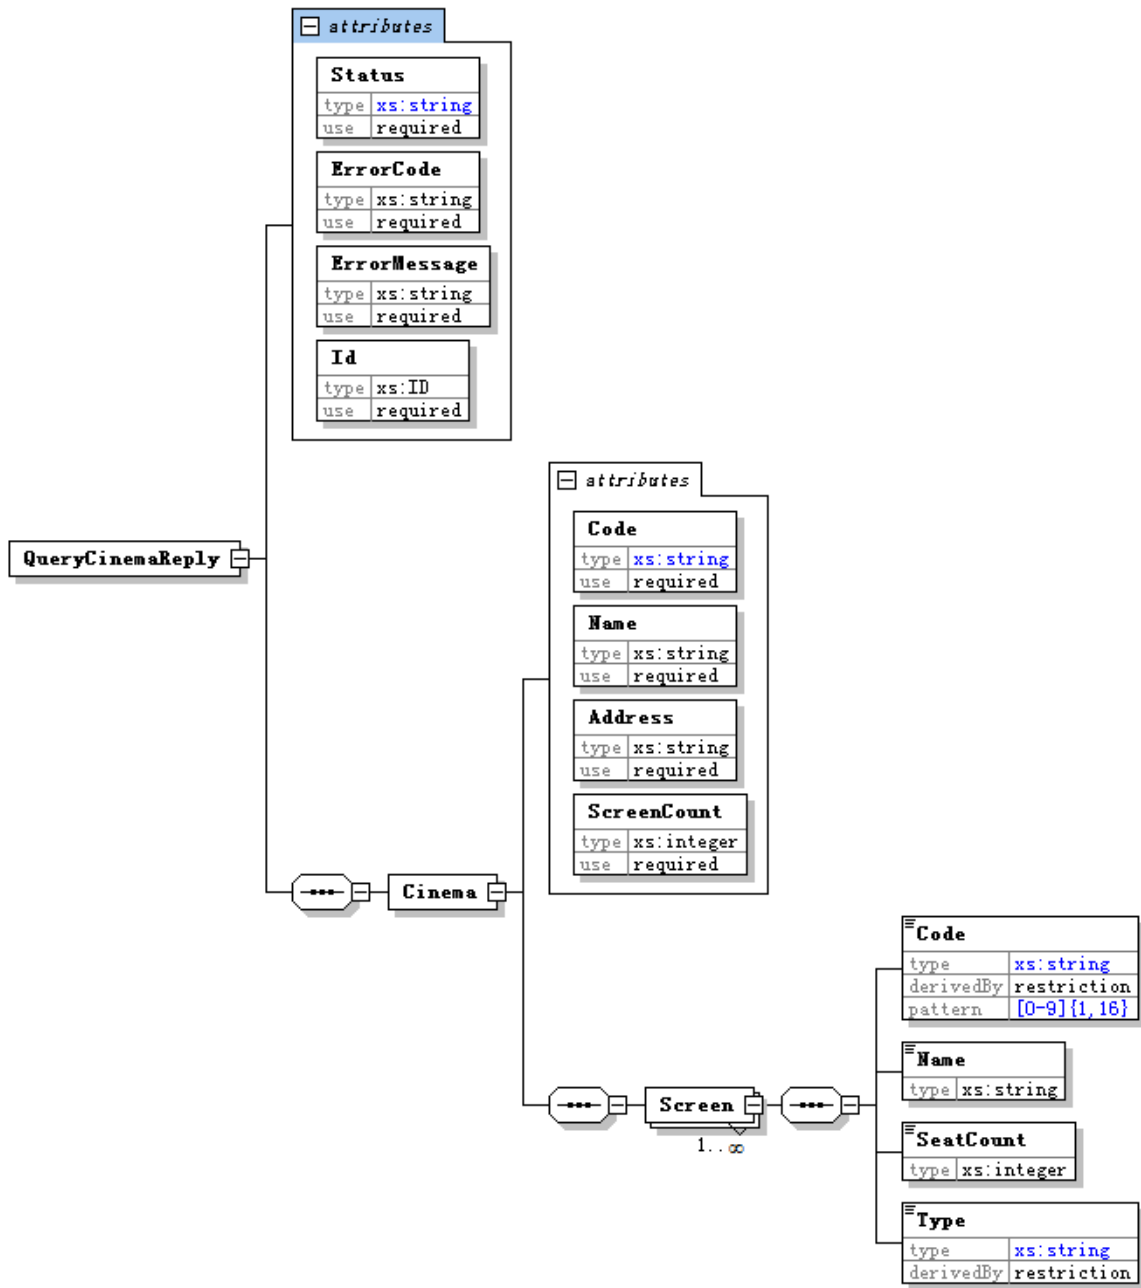 attributes
Status
type xs:string
use required
ErrorCode
type xs:string
use required
ErrorMessage
type xs:string
use required
Id
type xs:ID
use required
QueryCinemaReply
attributes
Code
type xs:string
use required
Name
type xs:string
use required
Address
type xs:string
use required
ScreenCount
type xs:integer
use required
Cinema
Screen
1..∞
Code
type xs:string
derivedBy restriction
pattern [0-9]{1,16}
Name
type xs:string
SeatCount
type xs:integer
Type
type xs:string
derivedBy restriction